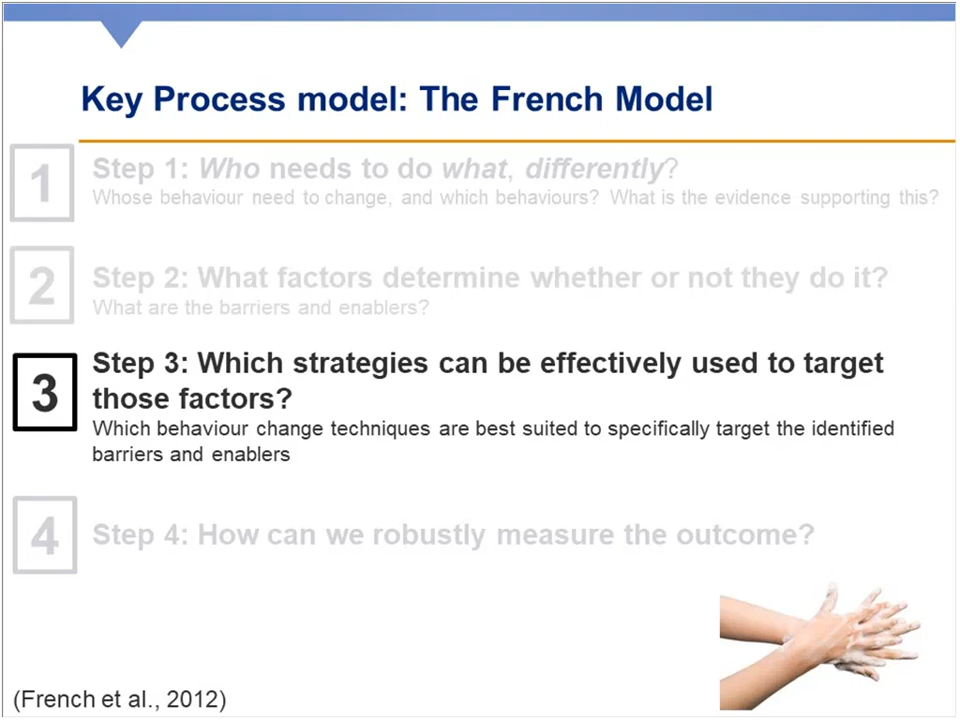 Key Process model: The French Model
1
Step 1: Who needs to do what, differently?
Whose behaviour need to change, and which behaviours? What is the evidence supporting this?
2
Step 2: What factors determine whether or not they do it?
What are the barriers and enablers?
3
Step 3: Which strategies can be effectively used to target
those factors?
Which behaviour change techniques are best suited to specifically target the identified
barriers and enablers
4
Step 4: How can we robustly measure the outcome?
(French et al., 2012)